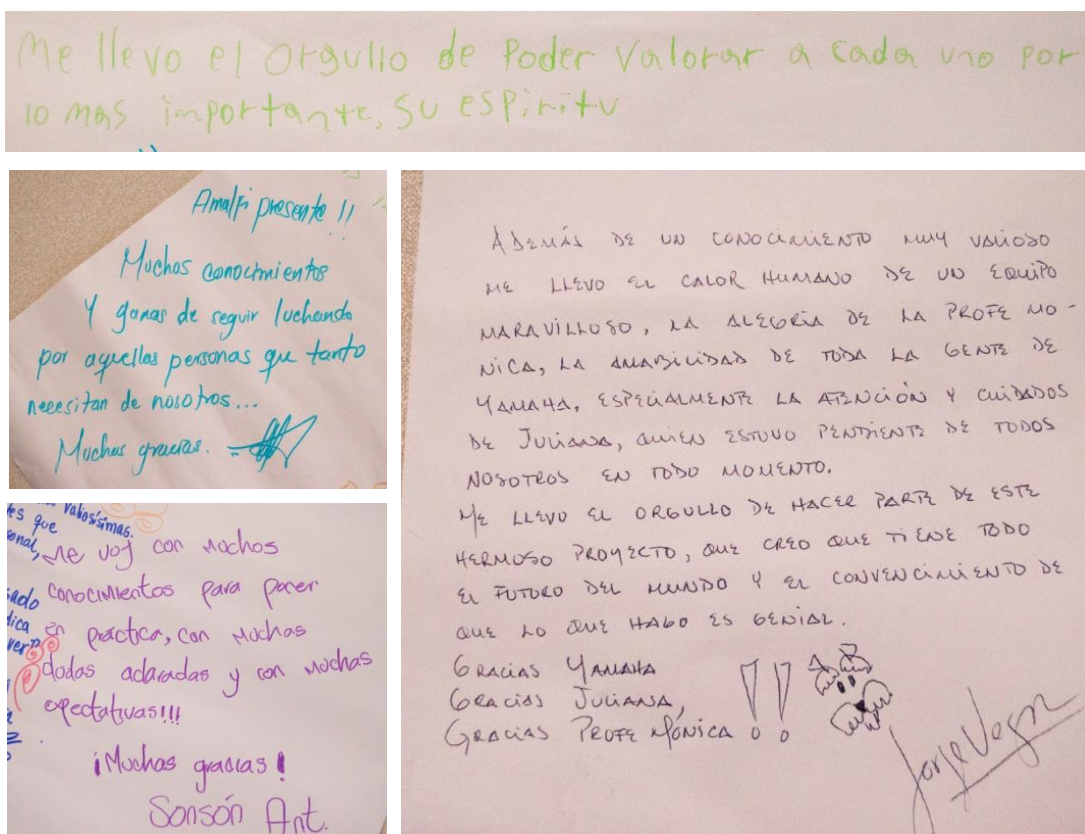 Me llevo el orgullo de Poder Valorar a cada uno por
lo mas importante, su espiritu
Amalfi presente !!
Muchos conocimientos
Y ganas de seguir luchando
por aquellas personas que tanto
necesitan de nosotros...
Muchas gracias.
valiosísimas.
es que
onal,
Me voy con muchos
conocimientos para poner
en práctica, con muchas
dudas aclaradas y con muchas
expectativas!!!
¡Muchas gracias!
Sonsón Ant.
ADEMÁS DE UN CONOCIMIENTO MUY VALIOSO
ME LLEVO EL CALOR HUMANO DE UN EQUIPO
MARAVILLOSO, LA ALEGRÍA DE LA PROFE MO-
NICA, LA AMABILIDAD DE TODA LA GENTE DE
YAMAHA, ESPECIALMENTE LA ATENCIÓN Y CUIDADOS
DE JULIANA, QUIEN ESTUVO PENDIENTE DE TODOS
NOSOTROS EN TODO MOMENTO.
ME LLEVO EL ORGULLO DE HACER PARTE DE ESTE
HERMOSO PROYECTO, QUE CREO QUE TIENE TODO
EL FUTURO DEL MUNDO Y EL CONVENCIMIENTO DE
QUE LO QUE HAGO ES GENIAL.
GRACIAS YAMAHA
GRACIAS JULIANA,
GRACIAS PROFE MÓNICA !!
Jorge Vega